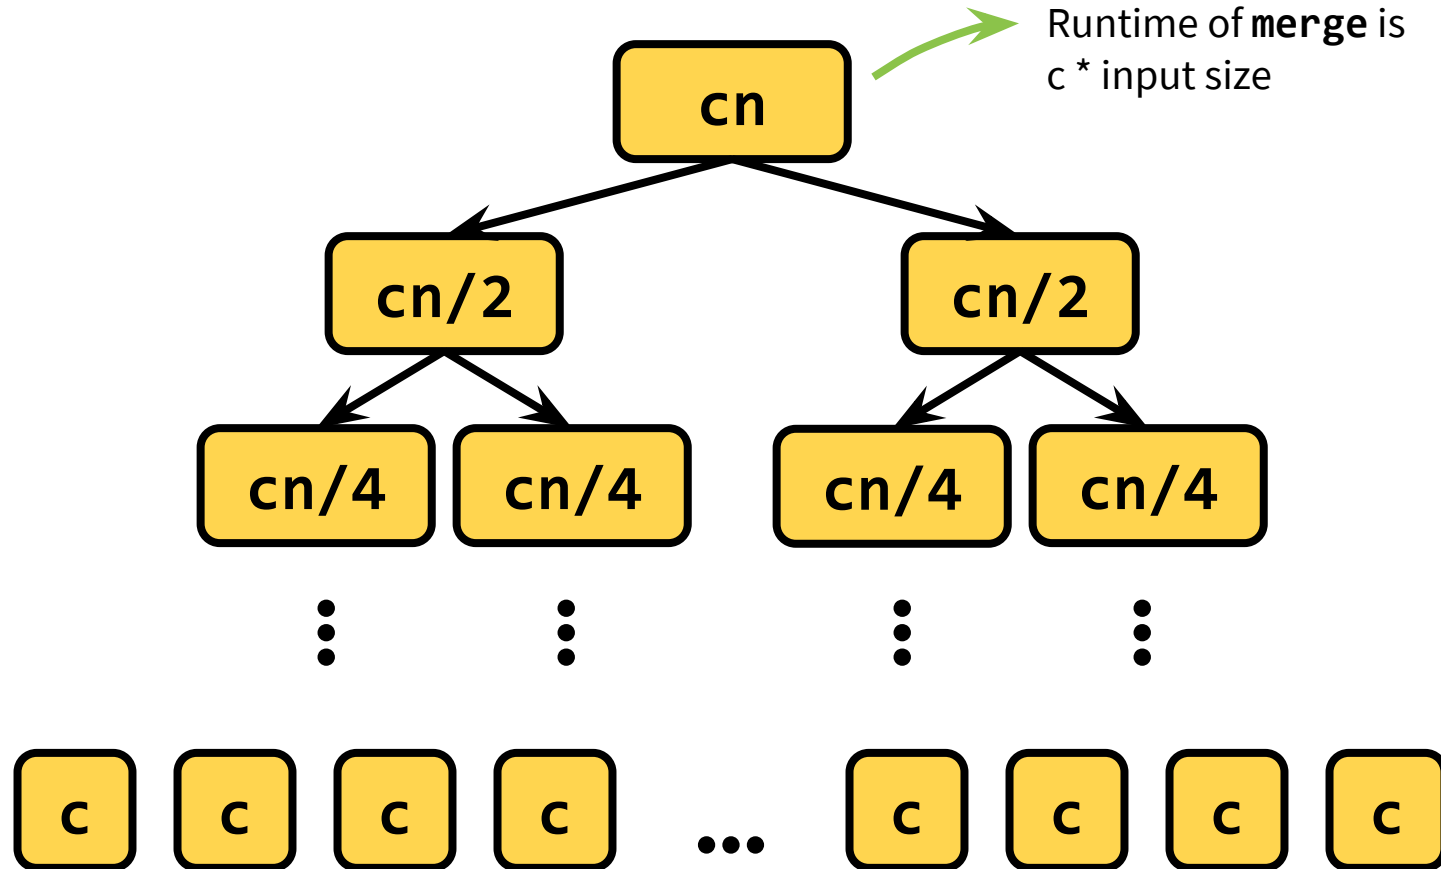 Runtime of merge is
c * input size
cn
cn/2 cn/2
cn/4 cn/4 cn/4 cn/4
c c c c ... c c c c